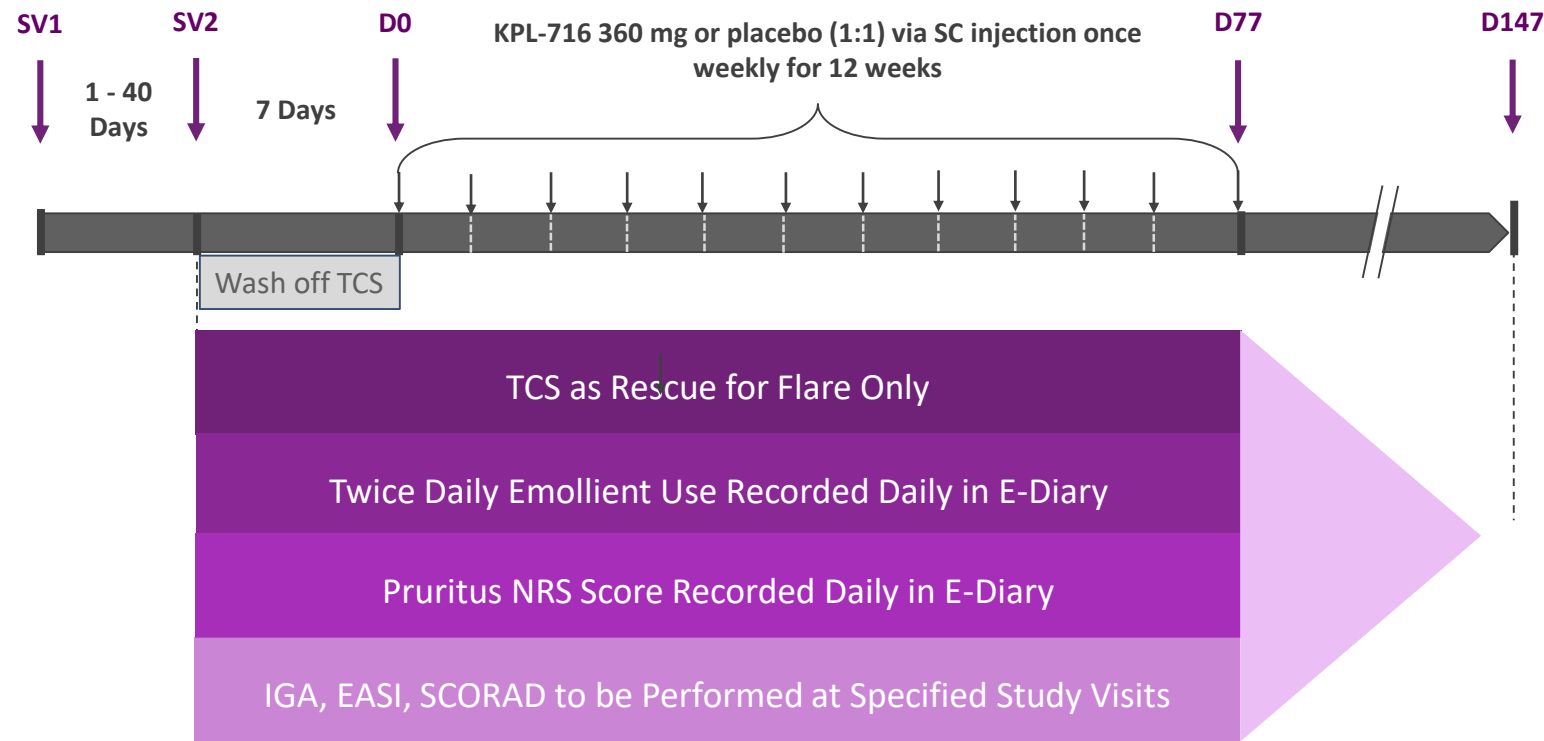 SV1
SV2
D0
KPL-716 360 mg or placebo (1:1) via SC injection once
weekly for 12 weeks
D77
D147
1 - 40
Days
7 Days
Wash off TCS
TCS as Rescue for Flare Only
Twice Daily Emollient Use Recorded Daily in E-Diary
Pruritus NRS Score Recorded Daily in E-Diary
IGA, EASI, SCORAD to be Performed at Specified Study Visits